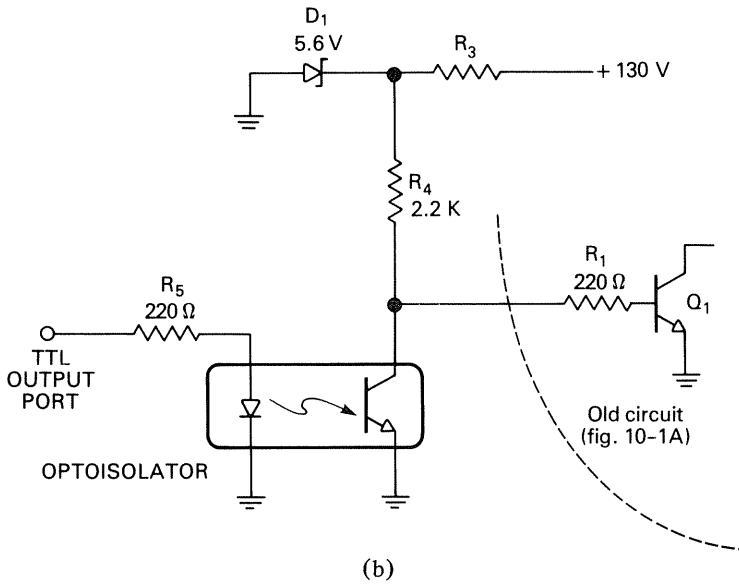 D1
5.6 V
R3
+ 130 V
R4
2.2 K
R1
220 Ω
Q1
R5
220 Ω
TTL
OUTPUT
PORT
Old circuit
(fig. 10-1A)
OPTOISOLATOR
(b)